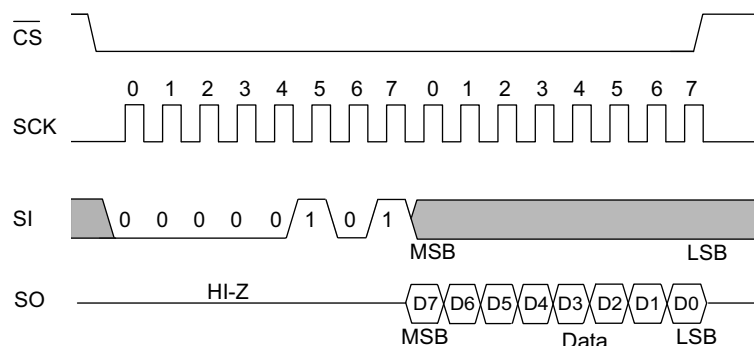 CS
0 1 2 3 4 5 6 7 0 1 2 3 4 5 6 7
SCK
SI 0 0 0 0 0 1 0 1
MSB LSB
HI-Z
SO D7 D6 D5 D4 D3 D2 D1 D0
MSB Data LSB